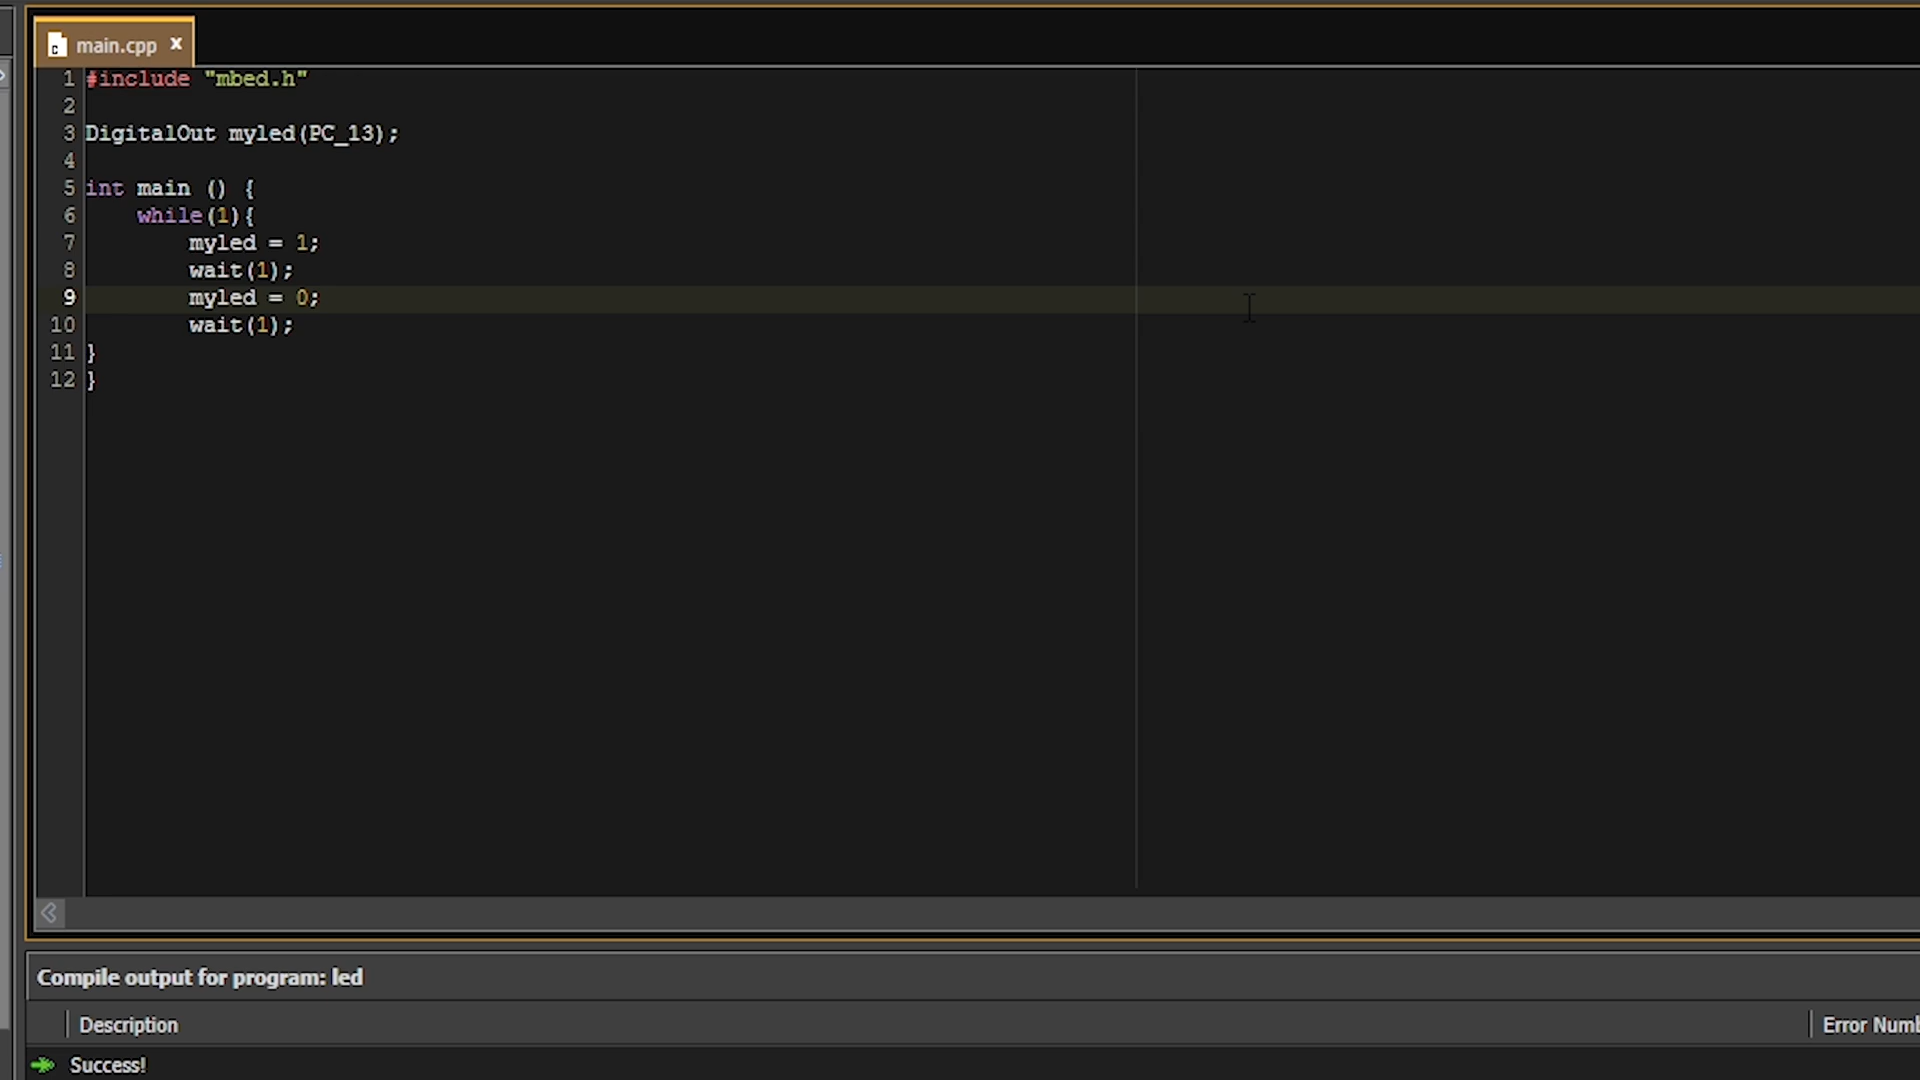 main.cpp x
1 #include "mbed.h"
2
3 DigitalOut myled(PC_13);
4
5 int main () {
6     while(1){
7         myled = 1;
8         wait(1);
9         myled = 0;
10         wait(1);
11 }
12 }
Compile output for program: led
Description Error Numb
Success!